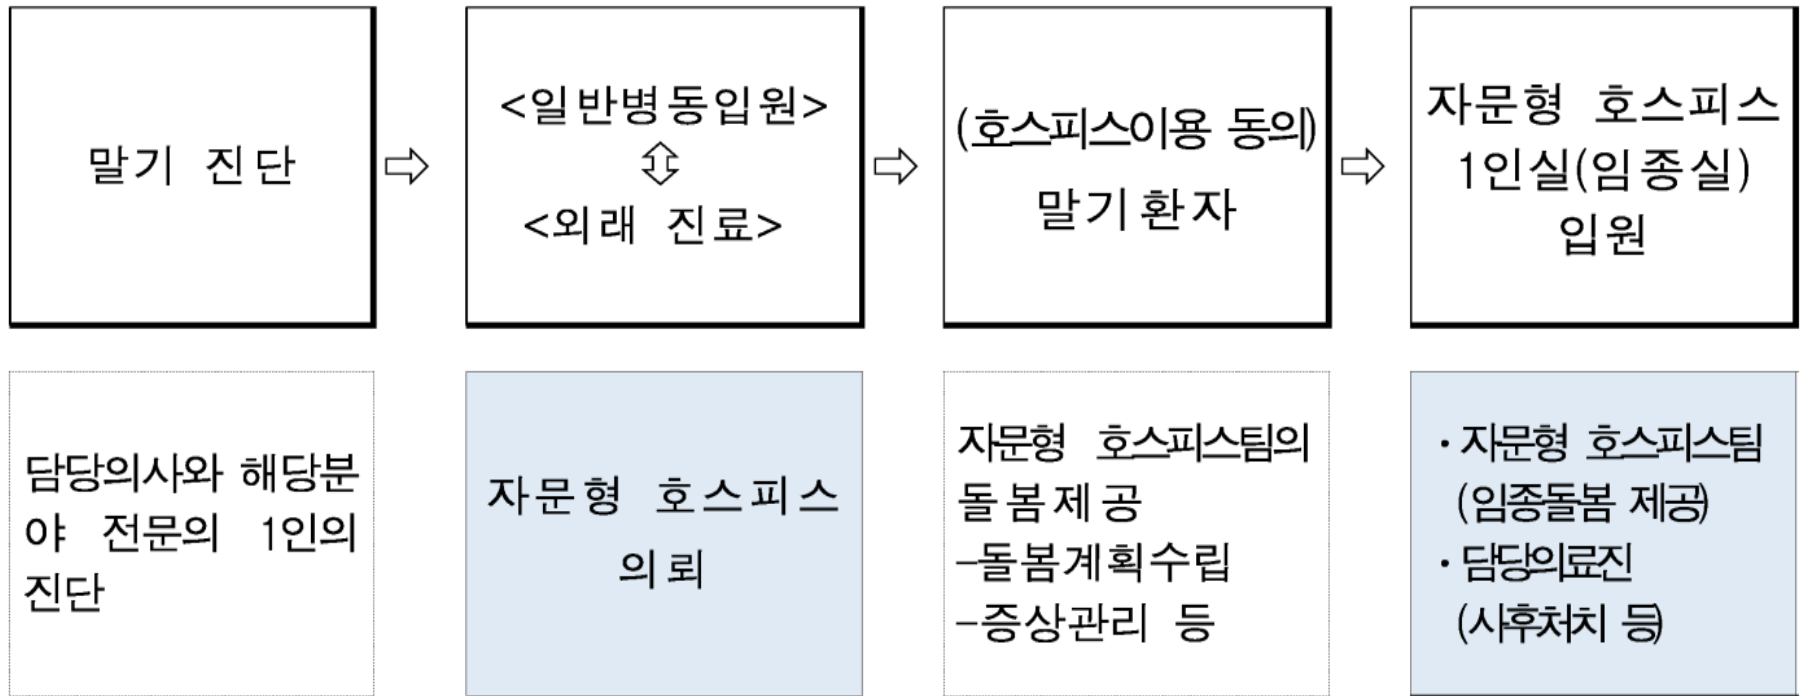 말기 진단
<일반병동입원>
<외래 진료>
(호스피스이용 동의)
말기환자
자문형 호스피스
1인실(임종실)
입원
담당의사와 해당분
야 전문의 1인의
진단
자문형 호스피스
의뢰
자문형 호스피스팀의
돌봄제공
-돌봄계획수립
-증상관리 등
· 자문형 호스피스팀
(임종돌봄 제공)
· 담당의료진
(사후처치 등)